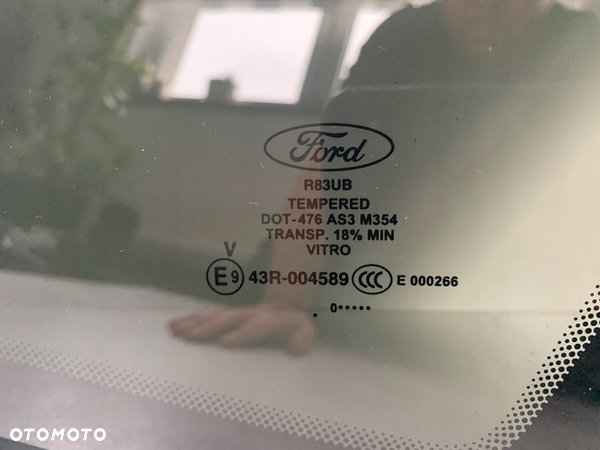 Ford
R83UB
TEMPERED
DOT-476 AS3 M354
TRANSP. 18% MIN
VITRO
V
E9 43R-004589 CCC E 000266
. 0•••••
OTOMOTO